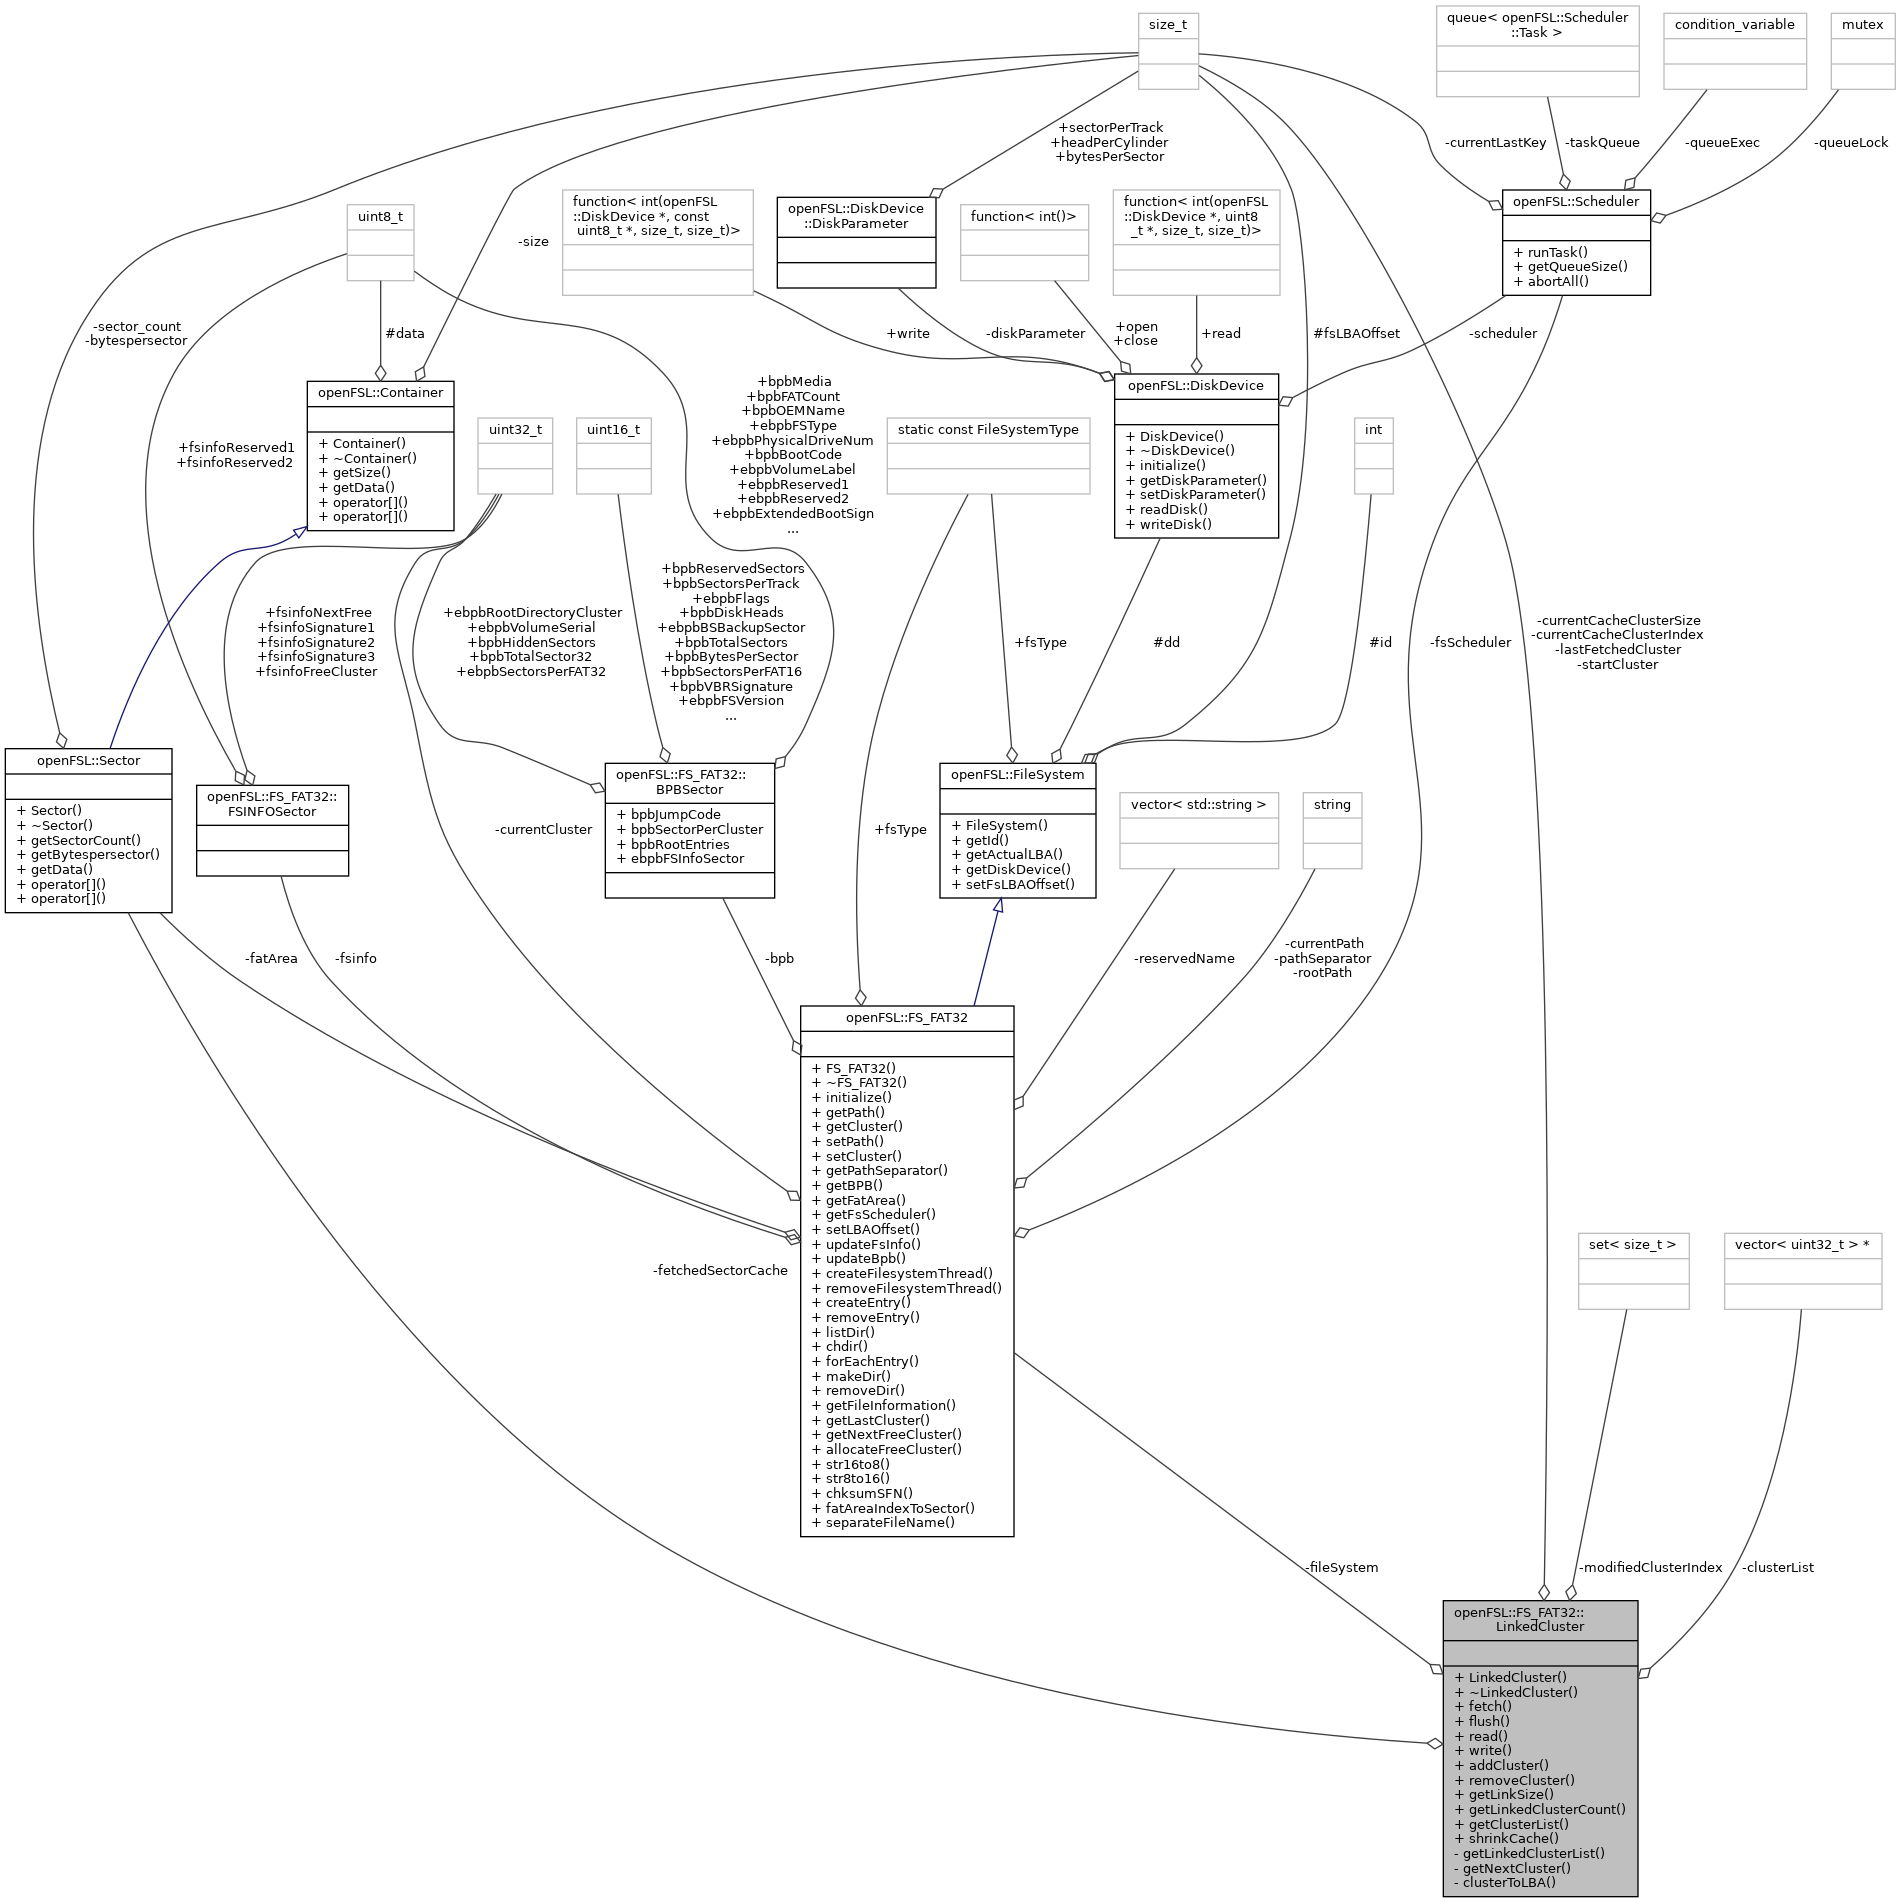 size_t
queue< openFSL::Scheduler
::Task >
condition_variable
mutex
+sectorPerTrack
+headPerCylinder
+bytesPerSector
-currentLastKey
-taskQueue
-queueExec
-queueLock
uint8_t
-size
function< int(openFSL
::DiskDevice *, const
uint8_t *, size_t, size_t)>
openFSL::DiskDevice
::DiskParameter
function< int()>
function< int(openFSL
::DiskDevice *, uint8
_t *, size_t, size_t)>
openFSL::Scheduler
+ runTask()
+ getQueueSize()
+ abortAll()
-sector_count
-bytespersector
#data
+write
-diskParameter
+open
+close
+read
#fsLBAOffset
-scheduler
openFSL::Container
+ Container()
+ ~Container()
+ getSize()
+ getData()
+ operator[]()
+ operator[]()
+fsinfoReserved1
+fsinfoReserved2
uint32_t
uint16_t
+bpbMedia
+bpbFATCount
+bpbOEMName
+ebpbFSType
+ebpbPhysicalDriveNum
+bpbBootCode
+ebpbVolumeLabel
+ebpbReserved1
+ebpbReserved2
+ebpbExtendedBootSign
...
static const FileSystemType
openFSL::DiskDevice
+ DiskDevice()
+ ~DiskDevice()
+ initialize()
+ getDiskParameter()
+ setDiskParameter()
+ readDisk()
+ writeDisk()
int
+fsinfoNextFree
+fsinfoSignature1
+fsinfoSignature2
+fsinfoSignature3
+fsinfoFreeCluster
+ebpbRootDirectoryCluster
+ebpbVolumeSerial
+bpbHiddenSectors
+bpbTotalSector32
+ebpbSectorsPerFAT32
+bpbReservedSectors
+bpbSectorsPerTrack
+ebpbFlags
+bpbDiskHeads
+ebpbBSBackupSector
+bpbTotalSectors
+bpbBytesPerSector
+bpbSectorsPerFAT16
+bpbVBRSignature
+ebpbFSVersion
...
+fsType
#dd
#id
-fsScheduler
-currentCacheClusterSize
-currentCacheClusterIndex
-lastFetchedCluster
-startCluster
openFSL::Sector
+ Sector()
+ ~Sector()
+ getSectorCount()
+ getBytespersector()
+ getData()
+ operator[]()
+ operator[]()
openFSL::FS_FAT32::
FSINFOSector
-currentCluster
openFSL::FS_FAT32::
BPBSector
+ bpbJumpCode
+ bpbSectorPerCluster
+ bpbRootEntries
+ ebpbFSInfoSector
+fsType
openFSL::FileSystem
+ FileSystem()
+ getId()
+ getActualLBA()
+ getDiskDevice()
+ setFsLBAOffset()
vector< std::string >
string
-fatArea
-fsinfo
-bpb
-reservedName
-currentPath
-pathSeparator
-rootPath
openFSL::FS_FAT32
+ FS_FAT32()
+ ~FS_FAT32()
+ initialize()
+ getPath()
+ getCluster()
+ setPath()
+ setCluster()
+ getPathSeparator()
+ getBPB()
+ getFatArea()
+ getFsScheduler()
+ setLBAOffset()
+ updateFsInfo()
+ updateBpb()
+ createFilesystemThread()
+ removeFilesystemThread()
+ createEntry()
+ removeEntry()
+ listDir()
+ chdir()
+ forEachEntry()
+ makeDir()
+ removeDir()
+ getFileInformation()
+ getLastCluster()
+ getNextFreeCluster()
+ allocateFreeCluster()
+ str16to8()
+ str8to16()
+ chksumSFN()
+ fatAreaIndexToSector()
+ separateFileName()
-fetchedSectorCache
set< size_t >
vector< uint32_t > *
-fileSystem
-modifiedClusterIndex
-clusterList
openFSL::FS_FAT32::
LinkedCluster
+ LinkedCluster()
+ ~LinkedCluster()
+ fetch()
+ flush()
+ read()
+ write()
+ addCluster()
+ removeCluster()
+ getLinkSize()
+ getLinkedClusterCount()
+ getClusterList()
+ shrinkCache()
- getLinkedClusterList()
- getNextCluster()
- clusterToLBA()